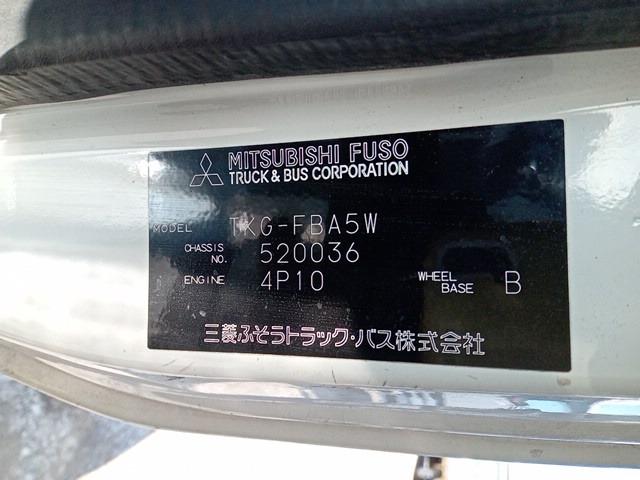 MITSUBISHI FUSO
TRUCK & BUS CORPORATION
MODEL TKG-FBA5W
CHASSIS NO. 520036
ENGINE 4P10 WHEEL BASE B
三菱ふそうトラック・バス株式会社